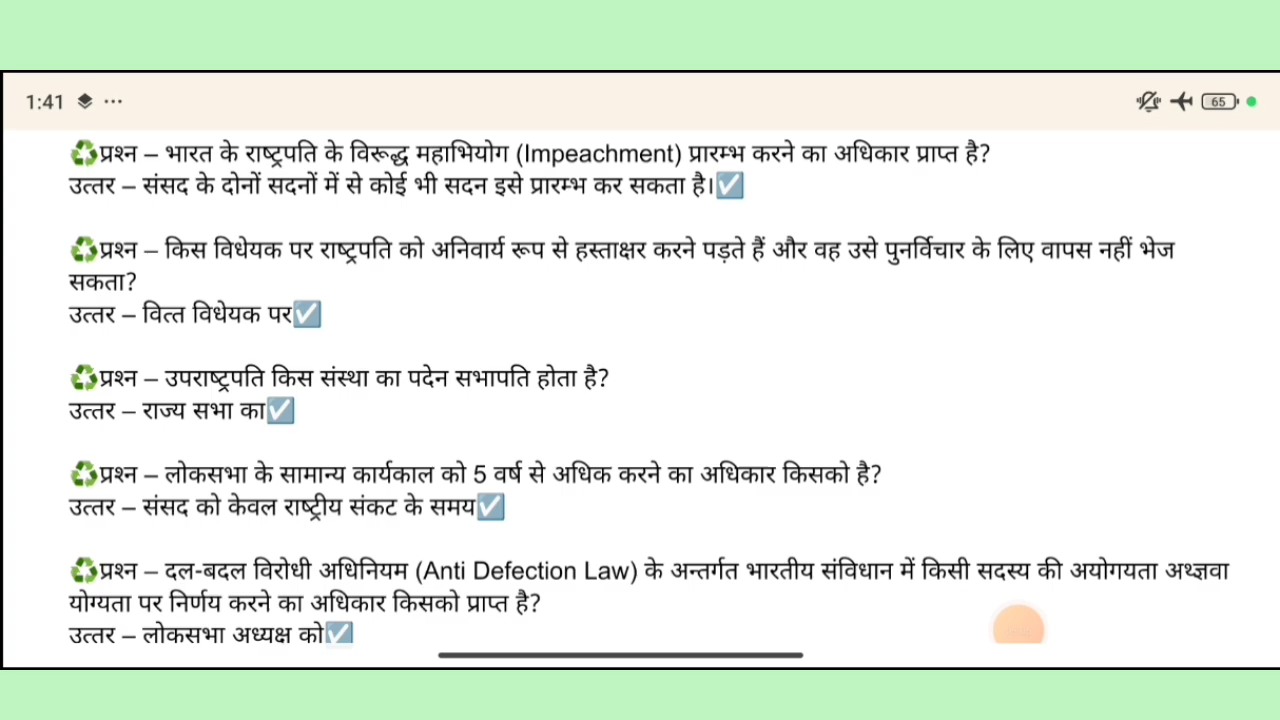 1:41
65
♻️प्रश्न – भारत के राष्ट्रपति के विरूद्ध महाभियोग (Impeachment) प्रारम्भ करने का अधिकार प्राप्त है?
उत्तर – संसद के दोनों सदनों में से कोई भी सदन इसे प्रारम्भ कर सकता है।☑️
♻️प्रश्न – किस विधेयक पर राष्ट्रपति को अनिवार्य रूप से हस्ताक्षर करने पड़ते हैं और वह उसे पुनर्विचार के लिए वापस नहीं भेज
सकता?
उत्तर – वित्त विधेयक पर☑️
♻️प्रश्न – उपराष्ट्रपति किस संस्था का पदेन सभापति होता है?
उत्तर – राज्य सभा का☑️
♻️प्रश्न – लोकसभा के सामान्य कार्यकाल को 5 वर्ष से अधिक करने का अधिकार किसको है?
उत्तर – संसद को केवल राष्ट्रीय संकट के समय☑️
♻️प्रश्न – दल-बदल विरोधी अधिनियम (Anti Defection Law) के अन्तर्गत भारतीय संविधान में किसी सदस्य की अयोगयता अथ्ज्ञवा
योग्यता पर निर्णय करने का अधिकार किसको प्राप्त है?
उत्तर – लोकसभा अध्यक्ष को☑️